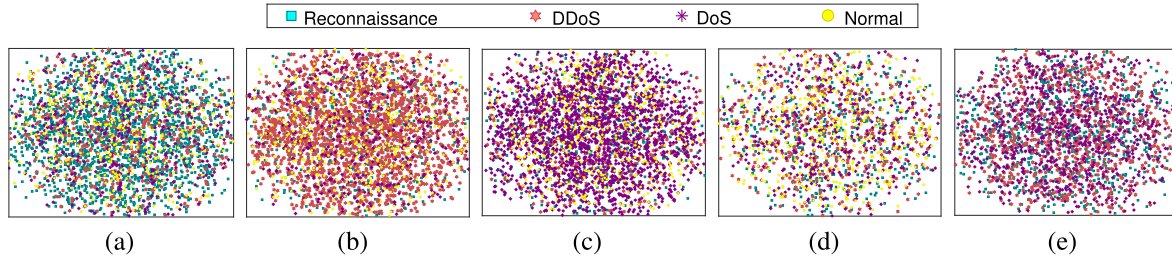 Reconnaissance DDoS DoS Normal
(a) (b) (c) (d) (e)